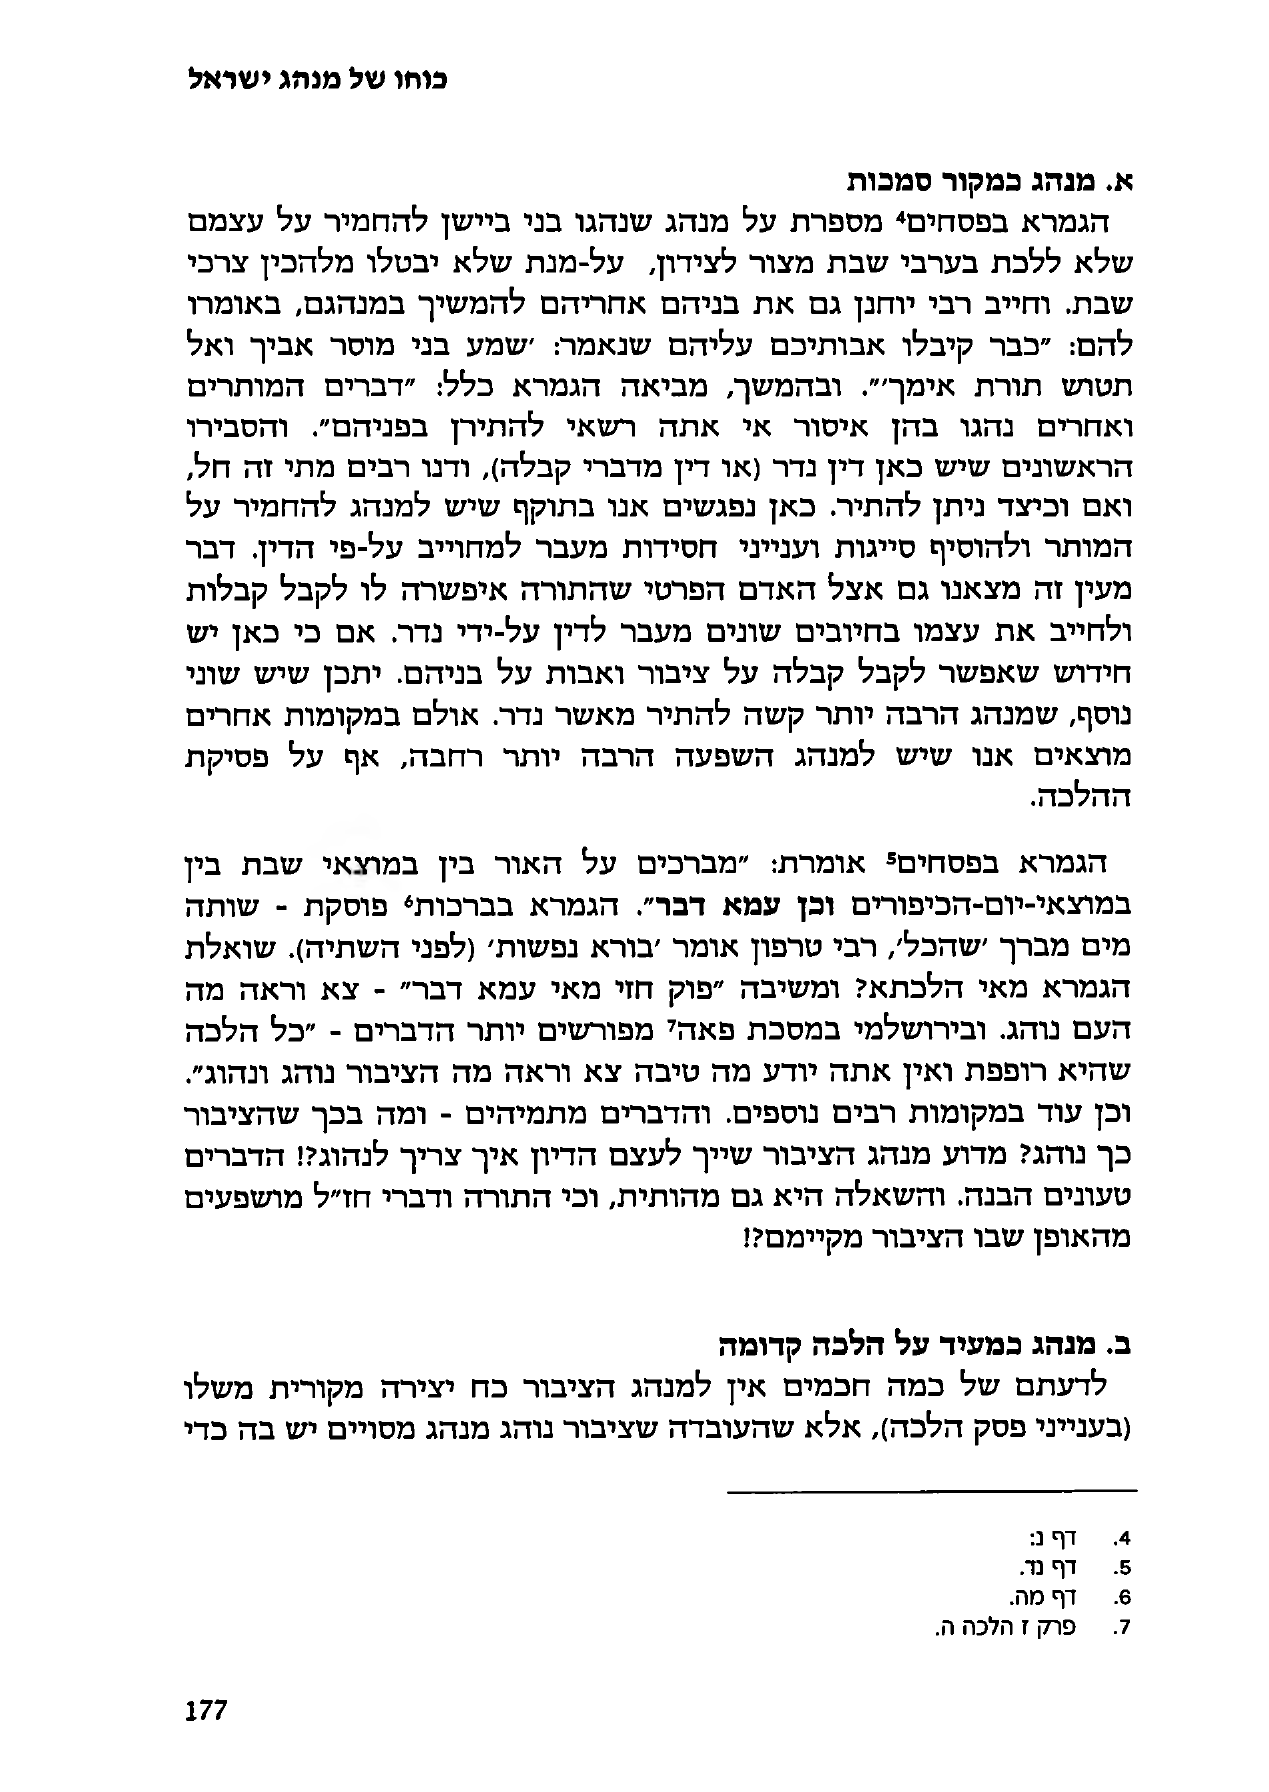 כוחו של מנהג ישראל
א. מנהג כמקור סמכות
הגמרא בפסחים⁴ מספרת על מנהג שנהגו בני ביישן להחמיר על עצמם
שלא ללכת בערבי שבת מצור לצידון, על-מנת שלא יבטלו מלהכין צרכי
שבת. וחייב רבי יוחנן גם את בניהם אחריהם להמשיך במנהגם, באומרו
להם: "כבר קיבלו אבותיכם עליהם שנאמר: 'שמע בני מוסר אביך ואל
תטוש תורת אימך'". ובהמשך, מביאה הגמרא כלל: "דברים המותרים
ואחרים נהגו בהן איסור אי אתה רשאי להתירן בפניהם". והסבירו
הראשונים שיש כאן דין נדר (או דין מדברי קבלה), ודנו רבים מתי זה חל,
ואם וכיצד ניתן להתיר. כאן נפגשים אנו בתוקף שיש למנהג להחמיר על
המותר ולהוסיף סייגות וענייני חסידות מעבר למחוייב על-פי הדין. דבר
מעין זה מצאנו גם אצל האדם הפרטי שהתורה איפשרה לו לקבל קבלות
ולחייב את עצמו בחיובים שונים מעבר לדין על-ידי נדר. אם כי כאן יש
חידוש שאפשר לקבל קבלה על ציבור ואבות על בניהם. יתכן שיש שוני
נוסף, שמנהג הרבה יותר קשה להתיר מאשר נדר. אולם במקומות אחרים
מוצאים אנו שיש למנהג השפעה הרבה יותר רחבה, אף על פסיקת
ההלכה.
הגמרא בפסחים⁵ אומרת: "מברכים על האור בין במוצאי שבת בין
במוצאי-יום-הכיפורים וכן עמא דבר". הגמרא בברכות⁶ פוסקת - שותה
מים מברך 'שהכל', רבי טרפון אומר 'בורא נפשות' (לפני השתיה). שואלת
הגמרא מאי הלכתא? ומשיבה "פוק חזי מאי עמא דבר" - צא וראה מה
העם נוהג. ובירושלמי במסכת פאה⁷ מפורשים יותר הדברים - "כל הלכה
שהיא רופפת ואין אתה יודע מה טיבה צא וראה מה הציבור נוהג ונהוג".
וכן עוד במקומות רבים נוספים. והדברים מתמיהים - ומה בכך שהציבור
כך נוהג? מדוע מנהג הציבור שייך לעצם הדיון איך צריך לנהוג?! הדברים
טעונים הבנה. והשאלה היא גם מהותית, וכי התורה ודברי חז"ל מושפעים
מהאופן שבו הציבור מקיימם?!
ב. מנהג כמעיד על הלכה קדומה
לדעתם של כמה חכמים אין למנהג הציבור כח יצירה מקורית משלו
(בענייני פסק הלכה), אלא שהעובדה שציבור נוהג מנהג מסויים יש בה כדי
4. דף נ:
5. דף נד.
6. דף מה.
7. פרק ז הלכה ה.
177